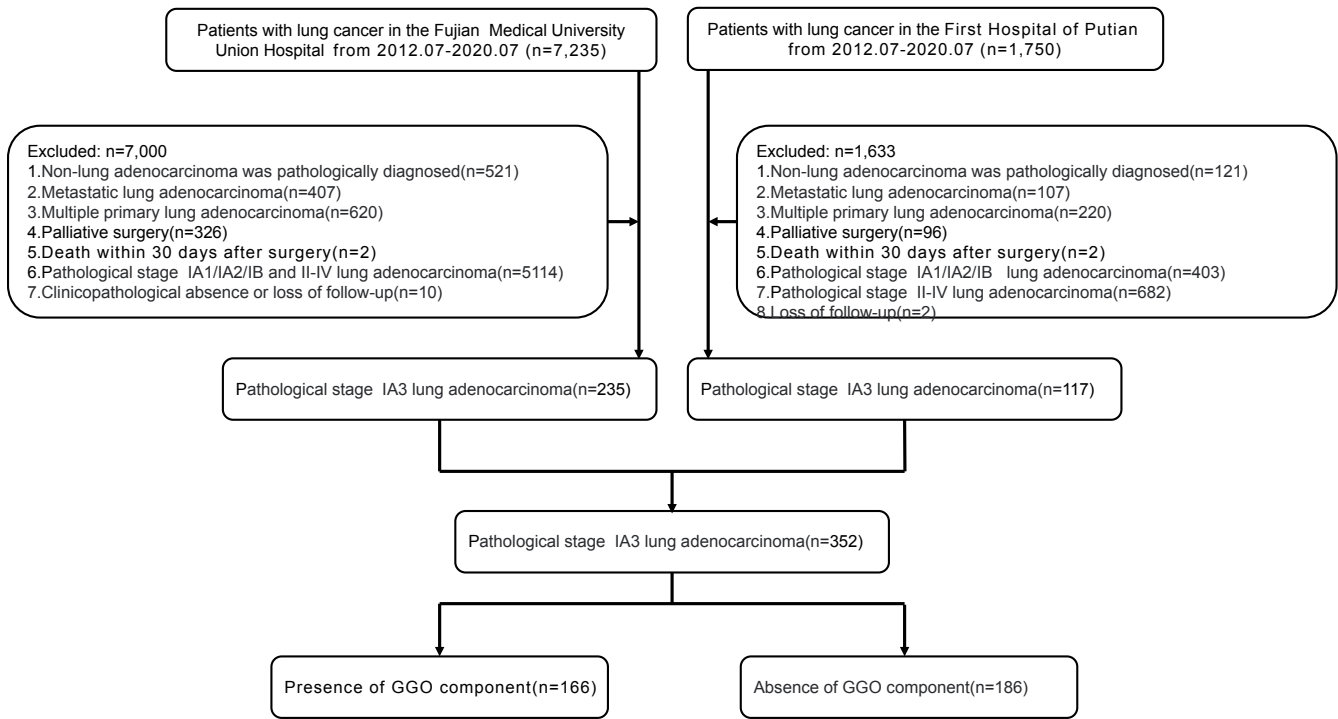 Patients with lung cancer in the Fujian Medical University
Union Hospital from 2012.07-2020.07 (n=7,235)
Patients with lung cancer in the First Hospital of Putian
from 2012.07-2020.07 (n=1,750)
Excluded: n=7,000
1.Non-lung adenocarcinoma was pathologically diagnosed(n=521)
2.Metastatic lung adenocarcinoma(n=407)
3.Multiple primary lung adenocarcinoma(n=620)
4.Palliative surgery(n=326)
5.Death within 30 days after surgery(n=2)
6.Pathological stage IA1/IA2/IB and II-IV lung adenocarcinoma(n=5114)
7.Clinicopathological absence or loss of follow-up(n=10)
Excluded: n=1,633
1.Non-lung adenocarcinoma was pathologically diagnosed(n=121)
2.Metastatic lung adenocarcinoma(n=107)
3.Multiple primary lung adenocarcinoma(n=220)
4.Palliative surgery(n=96)
5.Death within 30 days after surgery(n=2)
6.Pathological stage IA1/IA2/IB lung adenocarcinoma(n=403)
7.Pathological stage II-IV lung adenocarcinoma(n=682)
8.Loss of follow-up(n=2)
Pathological stage IA3 lung adenocarcinoma(n=235)
Pathological stage IA3 lung adenocarcinoma(n=117)
Pathological stage IA3 lung adenocarcinoma(n=352)
Presence of GGO component(n=166)
Absence of GGO component(n=186)